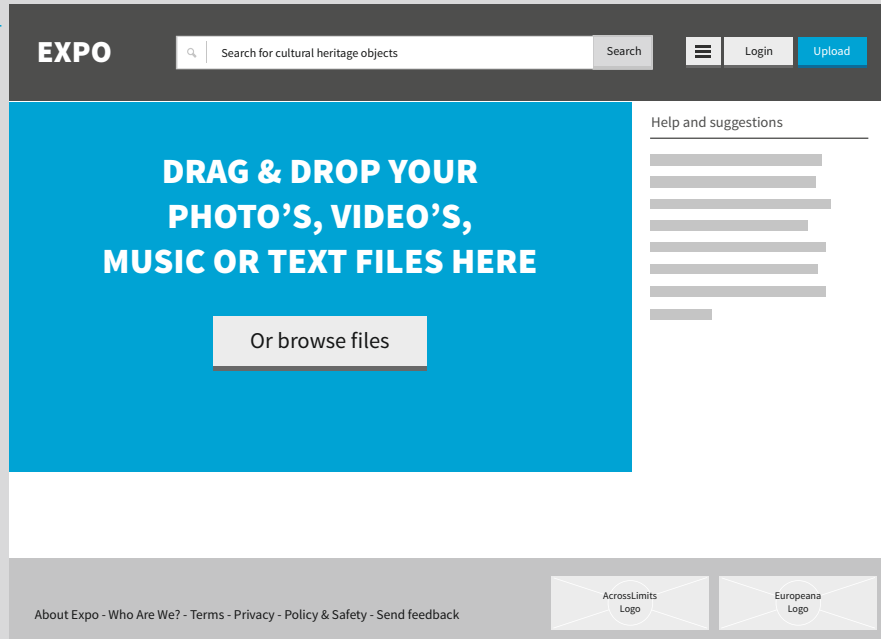 EXPO
Search for cultural heritage objects
Search
Login
Upload
DRAG & DROP YOUR
PHOTO’S, VIDEO’S,
MUSIC OR TEXT FILES HERE
Or browse files
Help and suggestions
About Expo - Who Are We? - Terms - Privacy - Policy & Safety - Send feedback
AcrossLimits
Logo
Europeana
Logo